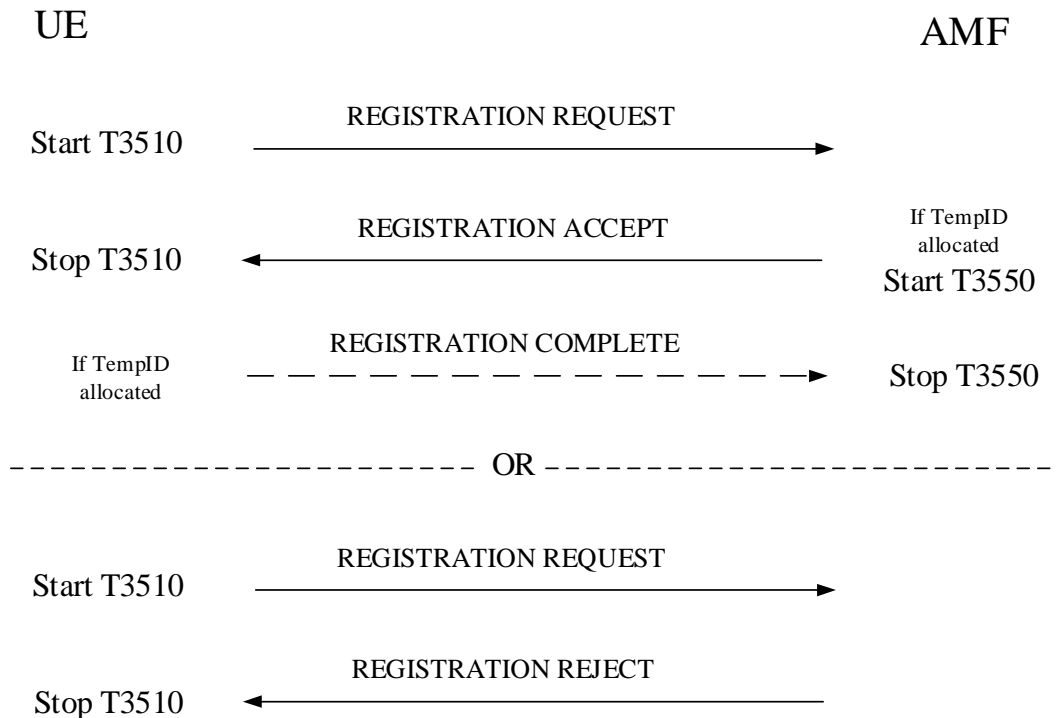 UE
AMF
REGISTRATION REQUEST
Start T3510
REGISTRATION ACCEPT
If TempID
allocated
Stop T3510
Start T3550
REGISTRATION COMPLETE
If TempID
allocated
Stop T3550
OR
REGISTRATION REQUEST
Start T3510
REGISTRATION REJECT
Stop T3510